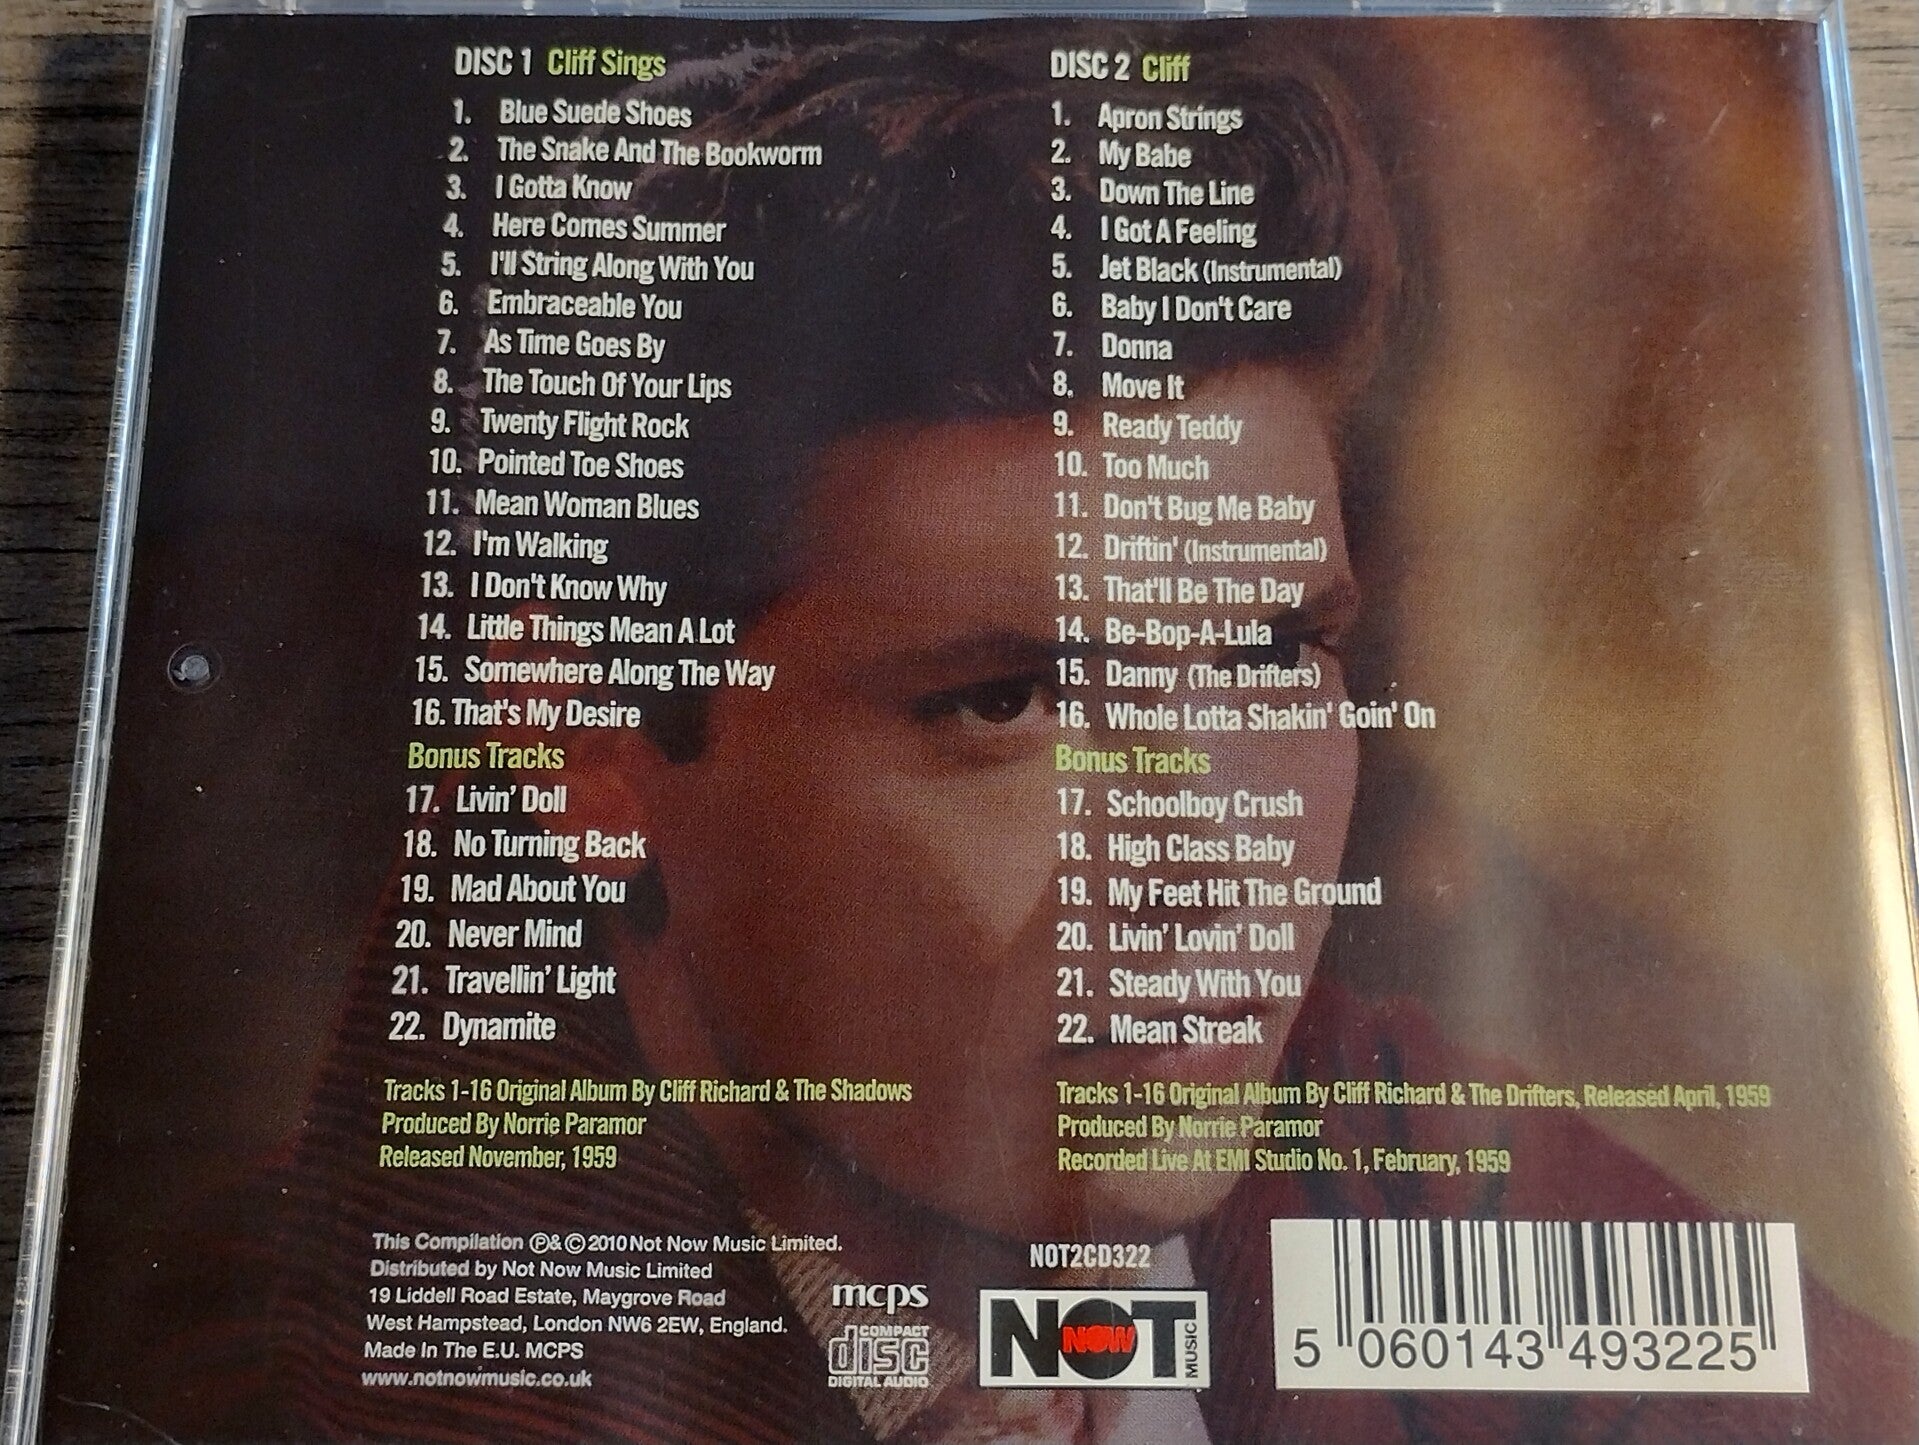 DISC 1 Cliff Sings
1. Blue Suede Shoes
2. The Snake And The Bookworm
3. I Gotta Know
4. Here Comes Summer
5. I'll String Along With You
6. Embraceable You
7. As Time Goes By
8. The Touch Of Your Lips
9. Twenty Flight Rock
10. Pointed Toe Shoes
11. Mean Woman Blues
12. I'm Walking
13. I Don't Know Why
14. Little Things Mean A Lot
15. Somewhere Along The Way
16. That's My Desire
Bonus Tracks
17. Livin' Doll
18. No Turning Back
19. Mad About You
20. Never Mind
21. Travellin' Light
22. Dynamite
Tracks 1-16 Original Album By Cliff Richard & The Shadows
Produced By Norrie Paramor
Released November, 1959
DISC 2 Cliff
1. Apron Strings
2. My Babe
3. Down The Line
4. I Got A Feeling
5. Jet Black (Instrumental)
6. Baby I Don't Care
7. Donna
8. Move It
9. Ready Teddy
10. Too Much
11. Don't Bug Me Baby
12. Driftin' (Instrumental)
13. That'll Be The Day
14. Be-Bop-A-Lula
15. Danny (The Drifters)
16. Whole Lotta Shakin' Goin' On
Bonus Tracks
17. Schoolboy Crush
18. High Class Baby
19. My Feet Hit The Ground
20. Livin' Lovin' Doll
21. Steady With You
22. Mean Streak
Tracks 1-16 Original Album By Cliff Richard & The Drifters, Released April, 1959
Produced By Norrie Paramor
Recorded Live At EMI Studio No. 1, February, 1959
This Compilation ℗&©2010 Not Now Music Limited.
Distributed by Not Now Music Limited
19 Liddell Road Estate, Maygrove Road
West Hampstead, London NW6 2EW, England.
Made In The E.U. MCPS
www.notnowmusic.co.uk
mcps
COMPACT
disc
DIGITAL AUDIO
NOT2CD322
NOT
NOW
MUSIC
5 060143 493225